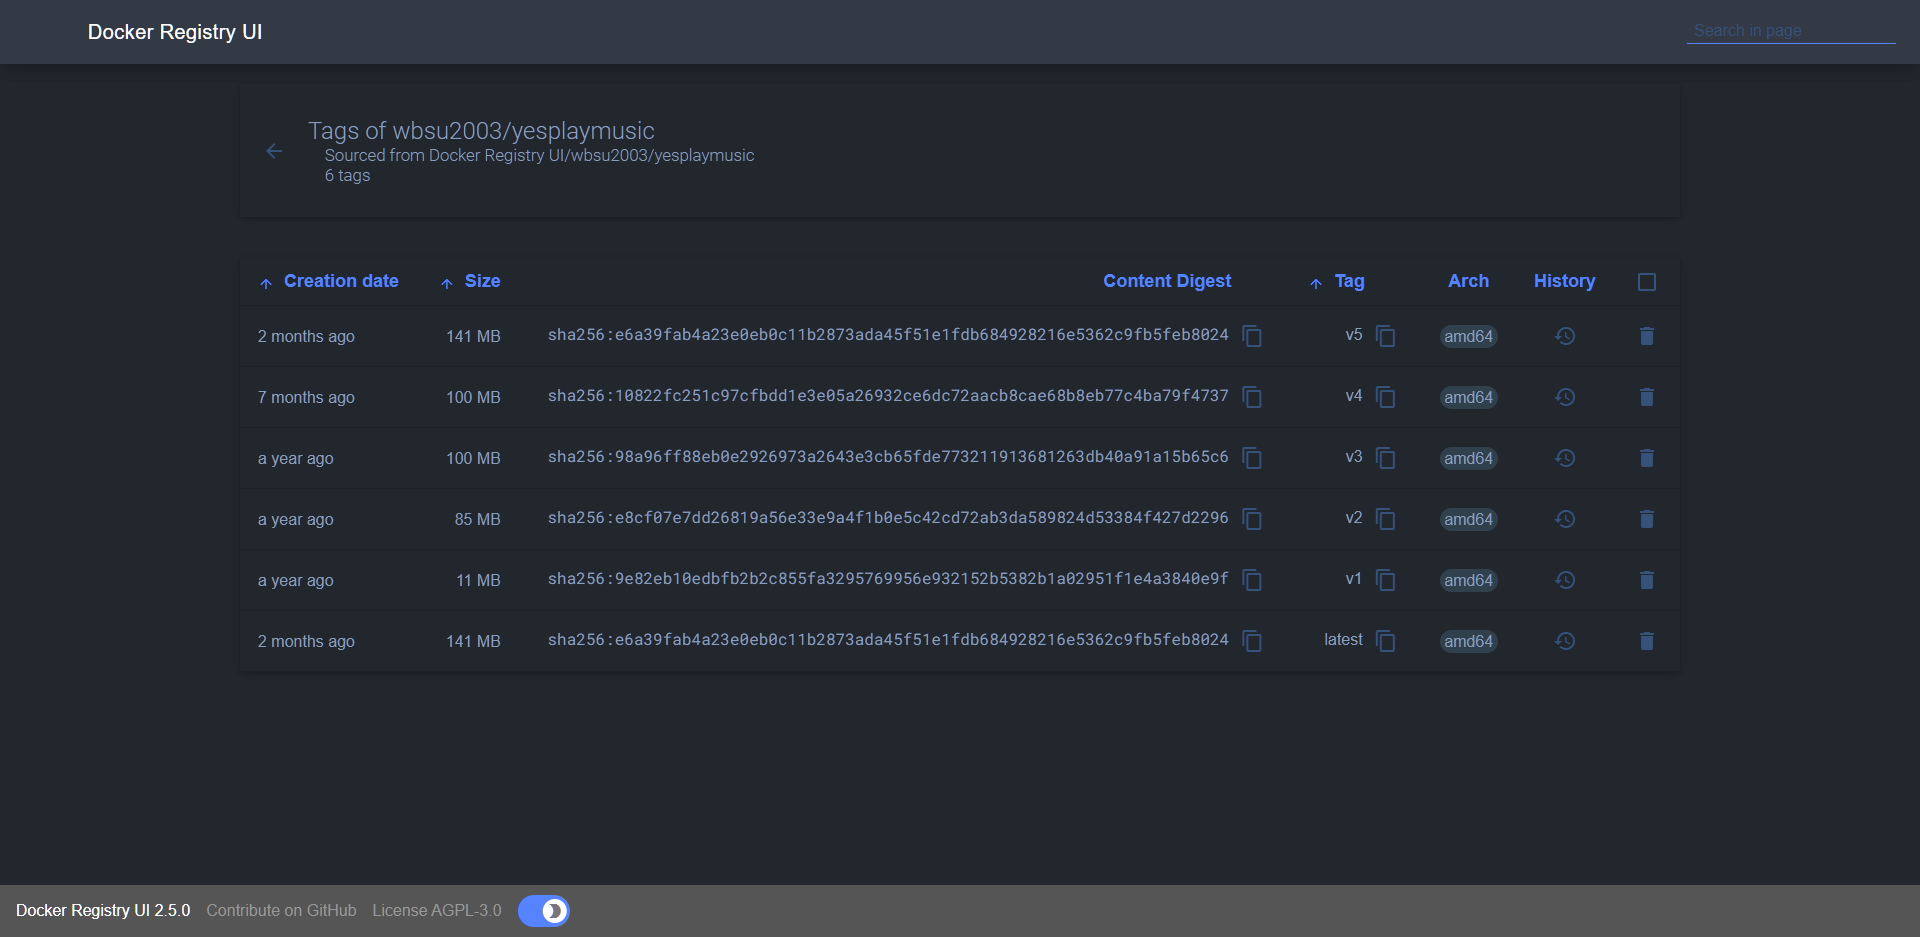 Docker Registry UI
Search in page
Tags of wbsu2003/yesplaymusic
Sourced from Docker Registry UI/wbsu2003/yesplaymusic
6 tags
Creation date Size Content Digest Tag Arch History
2 months ago 141 MB sha256:e6a39fab4a23e0eb0c11b2873ada45f51e1fdb684928216e5362c9fb5feb8024 v5 amd64
7 months ago 100 MB sha256:10822fc251c97cfbdd1e3e05a26932ce6dc72aacb8cae68b8eb77c4ba79f4737 v4 amd64
a year ago 100 MB sha256:98a96ff88eb0e2926973a2643e3cb65fde773211913681263db40a91a15b65c6 v3 amd64
a year ago 85 MB sha256:e8cf07e7dd26819a56e33e9a4f1b0e5c42cd72ab3da589824d53384f427d2296 v2 amd64
a year ago 11 MB sha256:9e82eb10edbfb2b2c855fa3295769956e932152b5382b1a02951f1e4a3840e9f v1 amd64
2 months ago 141 MB sha256:e6a39fab4a23e0eb0c11b2873ada45f51e1fdb684928216e5362c9fb5feb8024 latest amd64
Docker Registry UI 2.5.0 Contribute on GitHub License AGPL-3.0